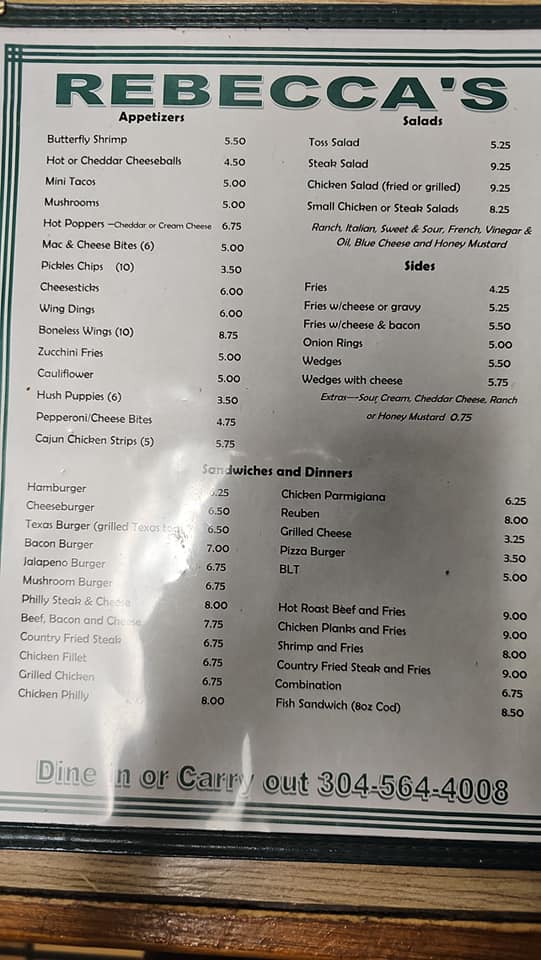 REBECCA'S
Appetizers
Butterfly Shrimp 5.50
Hot or Cheddar Cheeseballs 4.50
Mini Tacos 5.00
Mushrooms 5.00
Hot Poppers —Cheddar or Cream Cheese 6.75
Mac & Cheese Bites (6) 5.00
Pickles Chips (10) 3.50
Cheesesticks 6.00
Wing Dings 6.00
Boneless Wings (10) 8.75
Zucchini Fries 5.00
Cauliflower 5.00
Hush Puppies (6) 3.50
Pepperoni/Cheese Bites 4.75
Cajun Chicken Strips (5) 5.75
Salads
Toss Salad 5.25
Steak Salad 9.25
Chicken Salad (fried or grilled) 9.25
Small Chicken or Steak Salads 8.25
Ranch, Italian, Sweet & Sour, French, Vinegar &
Oil, Blue Cheese and Honey Mustard
Sides
Fries 4.25
Fries w/cheese or gravy 5.25
Fries w/cheese & bacon 5.50
Onion Rings 5.00
Wedges 5.50
Wedges with cheese 5.75
Extras—-Sour Cream, Cheddar Cheese, Ranch
or Honey Mustard 0.75
Sandwiches and Dinners
Hamburger .25
Cheeseburger 6.50
Texas Burger (grilled Texas 6.50
Bacon Burger 7.00
Jalapeno Burger 6.75
Mushroom Burger 6.75
Philly Steak & Cheese 8.00
Beef, Bacon and Cheese 7.75
Country Fried Steak 6.75
Chicken Fillet 6.75
Grilled Chicken 6.75
Chicken Philly 8.00
Chicken Parmigiana 6.25
Reuben 8.00
Grilled Cheese 3.25
Pizza Burger 3.50
BLT 5.00
Hot Roast Beef and Fries 9.00
Chicken Planks and Fries 9.00
Shrimp and Fries 8.00
Country Fried Steak and Fries 9.00
Combination 6.75
Fish Sandwich (8oz Cod) 8.50
Dine in or Carry out 304-564-4008